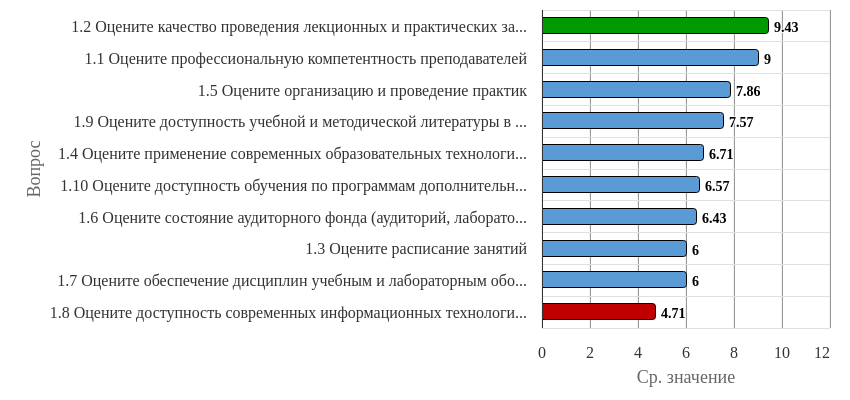 1.2 Оцените качество проведения лекционных и практических за...
9.43
1.1 Оцените профессиональную компетентность преподавателей
9
1.5 Оцените организацию и проведение практик
7.86
1.9 Оцените доступность учебной и методической литературы в ...
7.57
1.4 Оцените применение современных образовательных технологи...
6.71
1.10 Оцените доступность обучения по программам дополнительн...
6.57
1.6 Оцените состояние аудиторного фонда (аудиторий, лаборато...
6.43
1.3 Оцените расписание занятий
6
1.7 Оцените обеспечение дисциплин учебным и лабораторным обо...
6
1.8 Оцените доступность современных информационных технологи...
4.71
Вопрос
0 2 4 6 8 10 12
Ср. значение